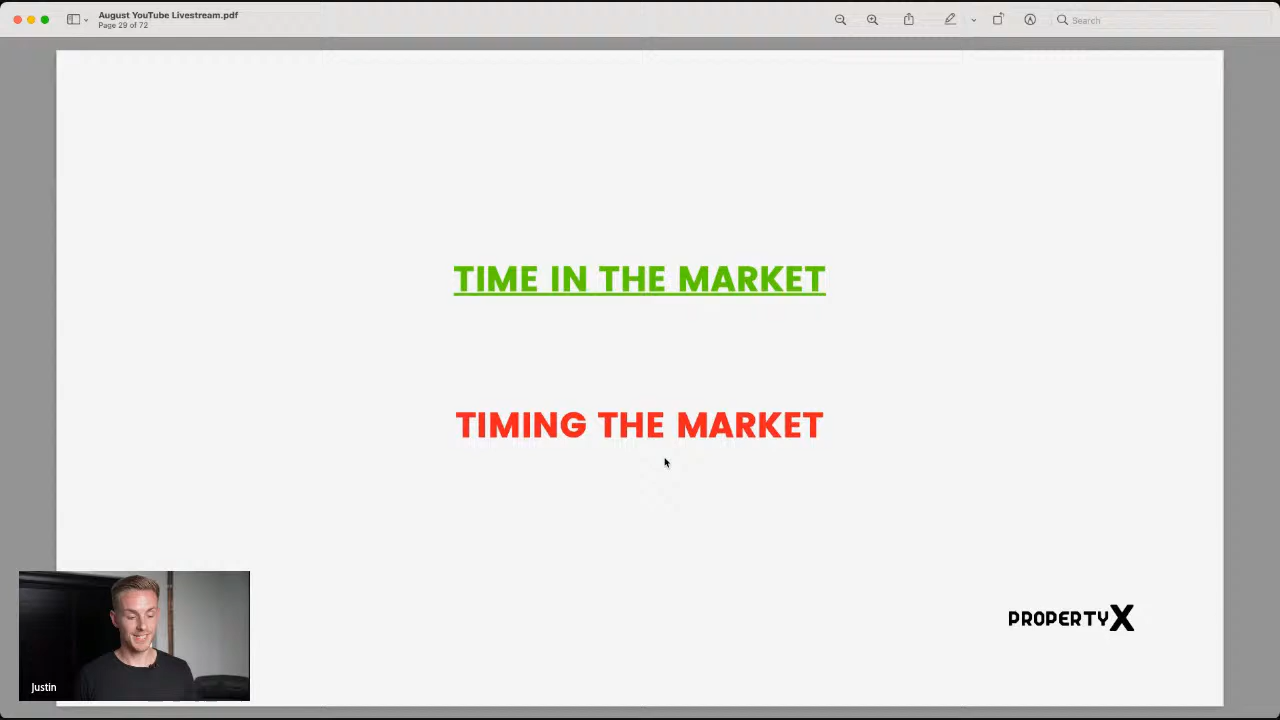 August YouTube Livestream.pdf
Page 29 of 72
Search
TIME IN THE MARKET
TIMING THE MARKET
PROPERTYX
Justin